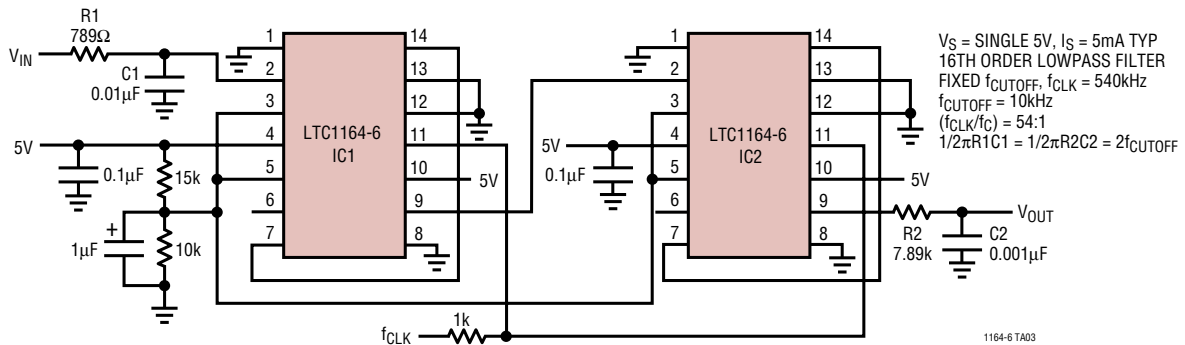 R1
789Ω
VIN
C1
0.01µF
5V
0.1µF
15k
1µF
+
10k
1
2
3
4
5
6
7
14
13
12
11
10
9
8
LTC1164-6
IC1
5V
fCLK
1k
5V
0.1µF
1
2
3
4
5
6
7
14
13
12
11
10
9
8
LTC1164-6
IC2
5V
R2
7.89k
VOUT
C2
0.001µF
VS = SINGLE 5V, IS = 5mA TYP
16TH ORDER LOWPASS FILTER
FIXED fCUTOFF, fCLK = 540kHz
fCUTOFF = 10kHz
(fCLK/fC) = 54:1
1/2πR1C1 = 1/2πR2C2 = 2fCUTOFF
1164-6 TA03